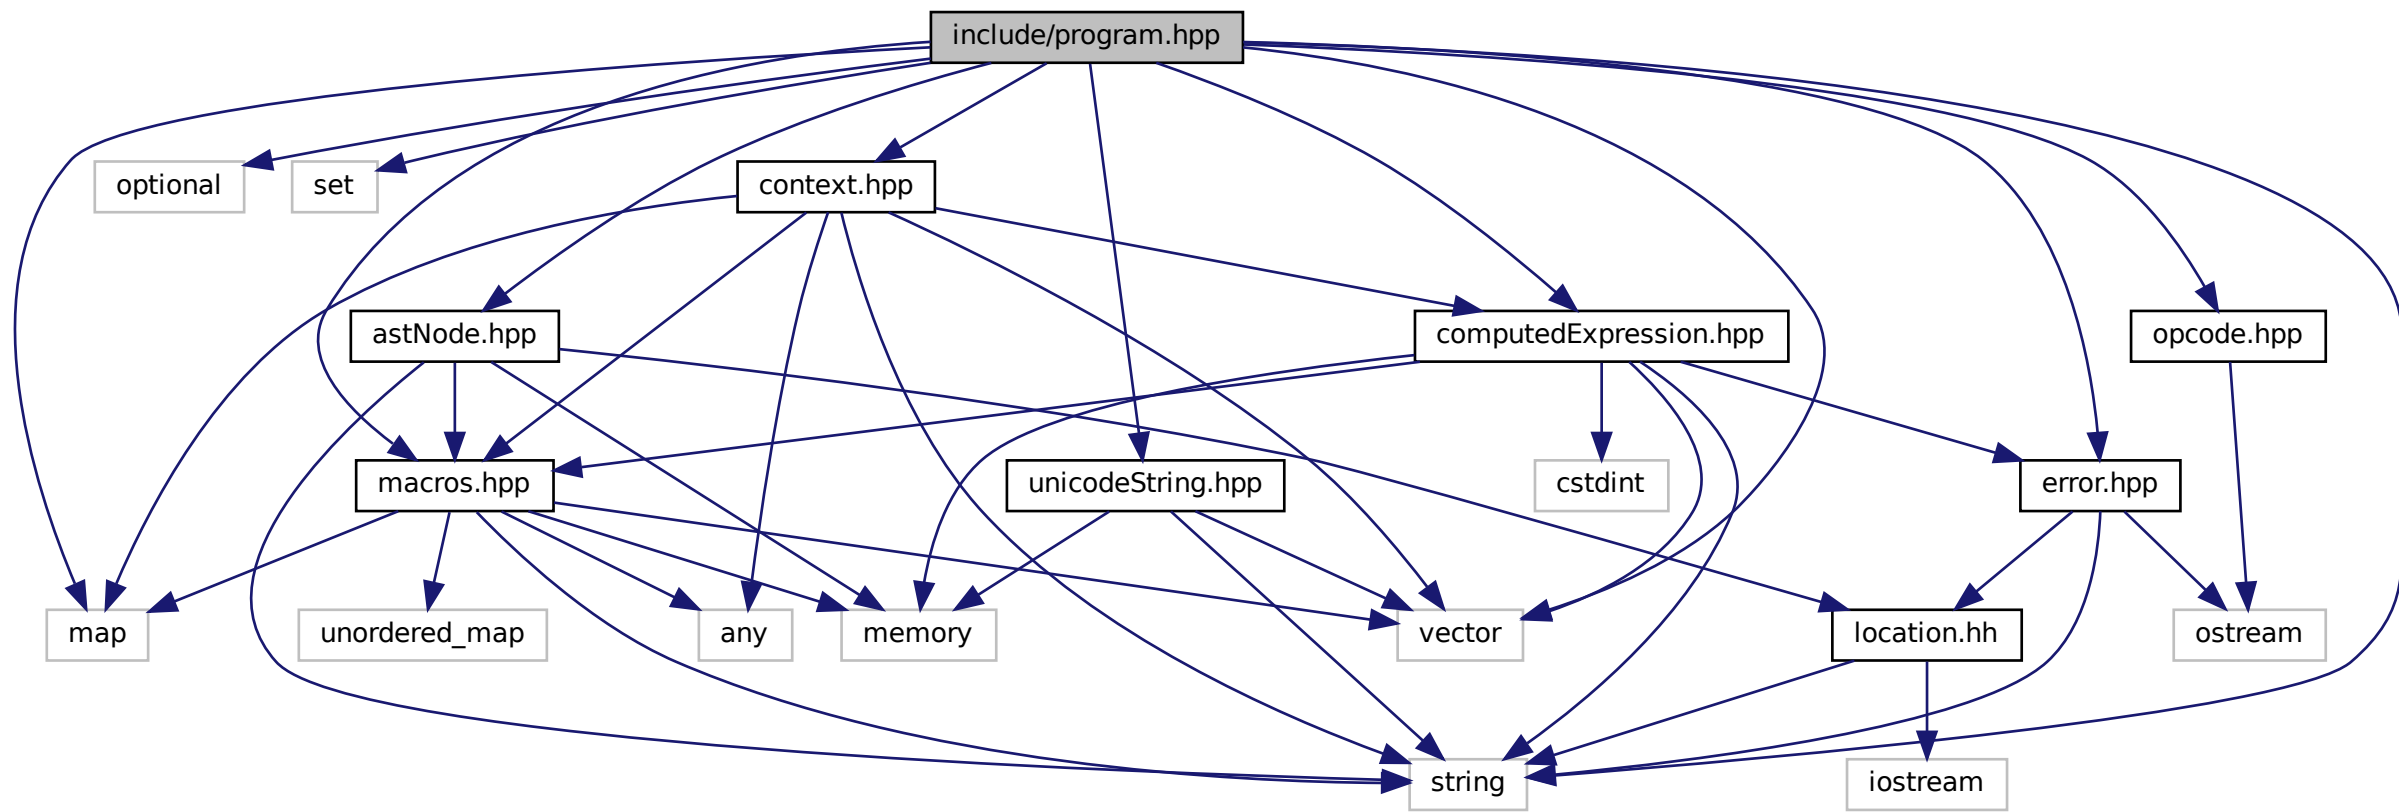 include/program.hpp
optional
set
context.hpp
astNode.hpp
computedExpression.hpp
opcode.hpp
macros.hpp
unicodeString.hpp
cstdint
error.hpp
map
unordered_map
any
memory
vector
location.hh
ostream
string
iostream